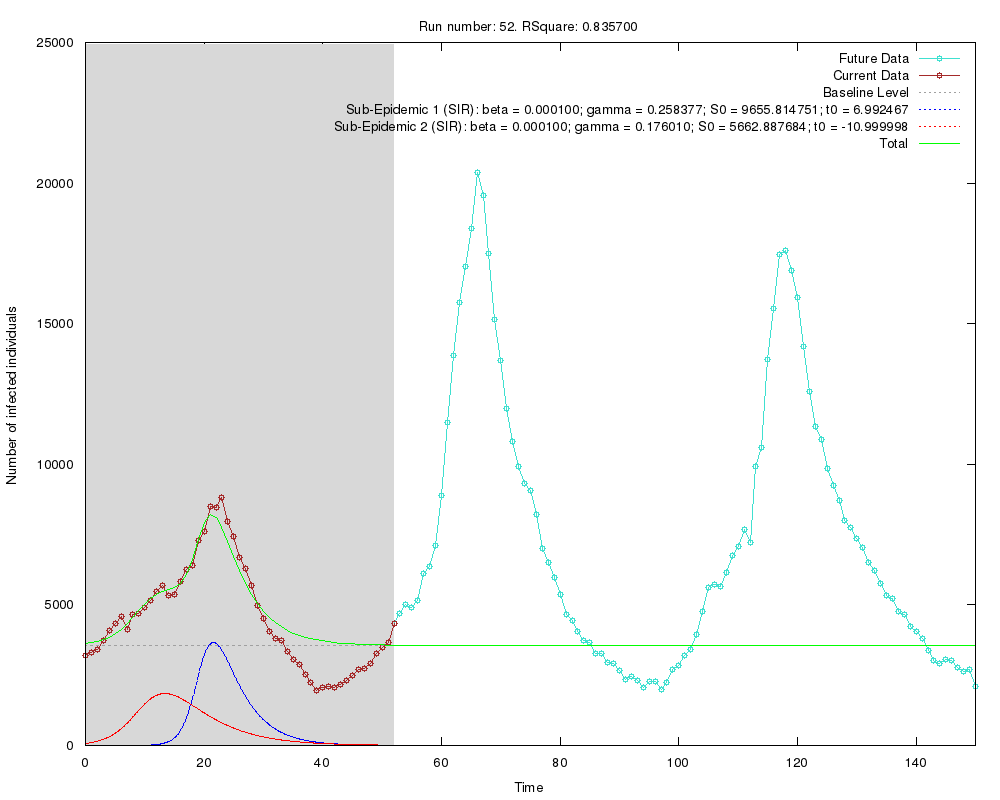 Run number: 52. RSquare: 0.835700
25000
20000
15000
10000
5000
0
Number of infected individuals
Future Data
Current Data
Baseline Level
Sub-Epidemic 1 (SIR): beta = 0.000100; gamma = 0.258377; S0 = 9655.814751; t0 = 6.992467
Sub-Epidemic 2 (SIR): beta = 0.000100; gamma = 0.176010; S0 = 5662.887684; t0 = -10.999998
Total
0 20 40 60 80 100 120 140
Time